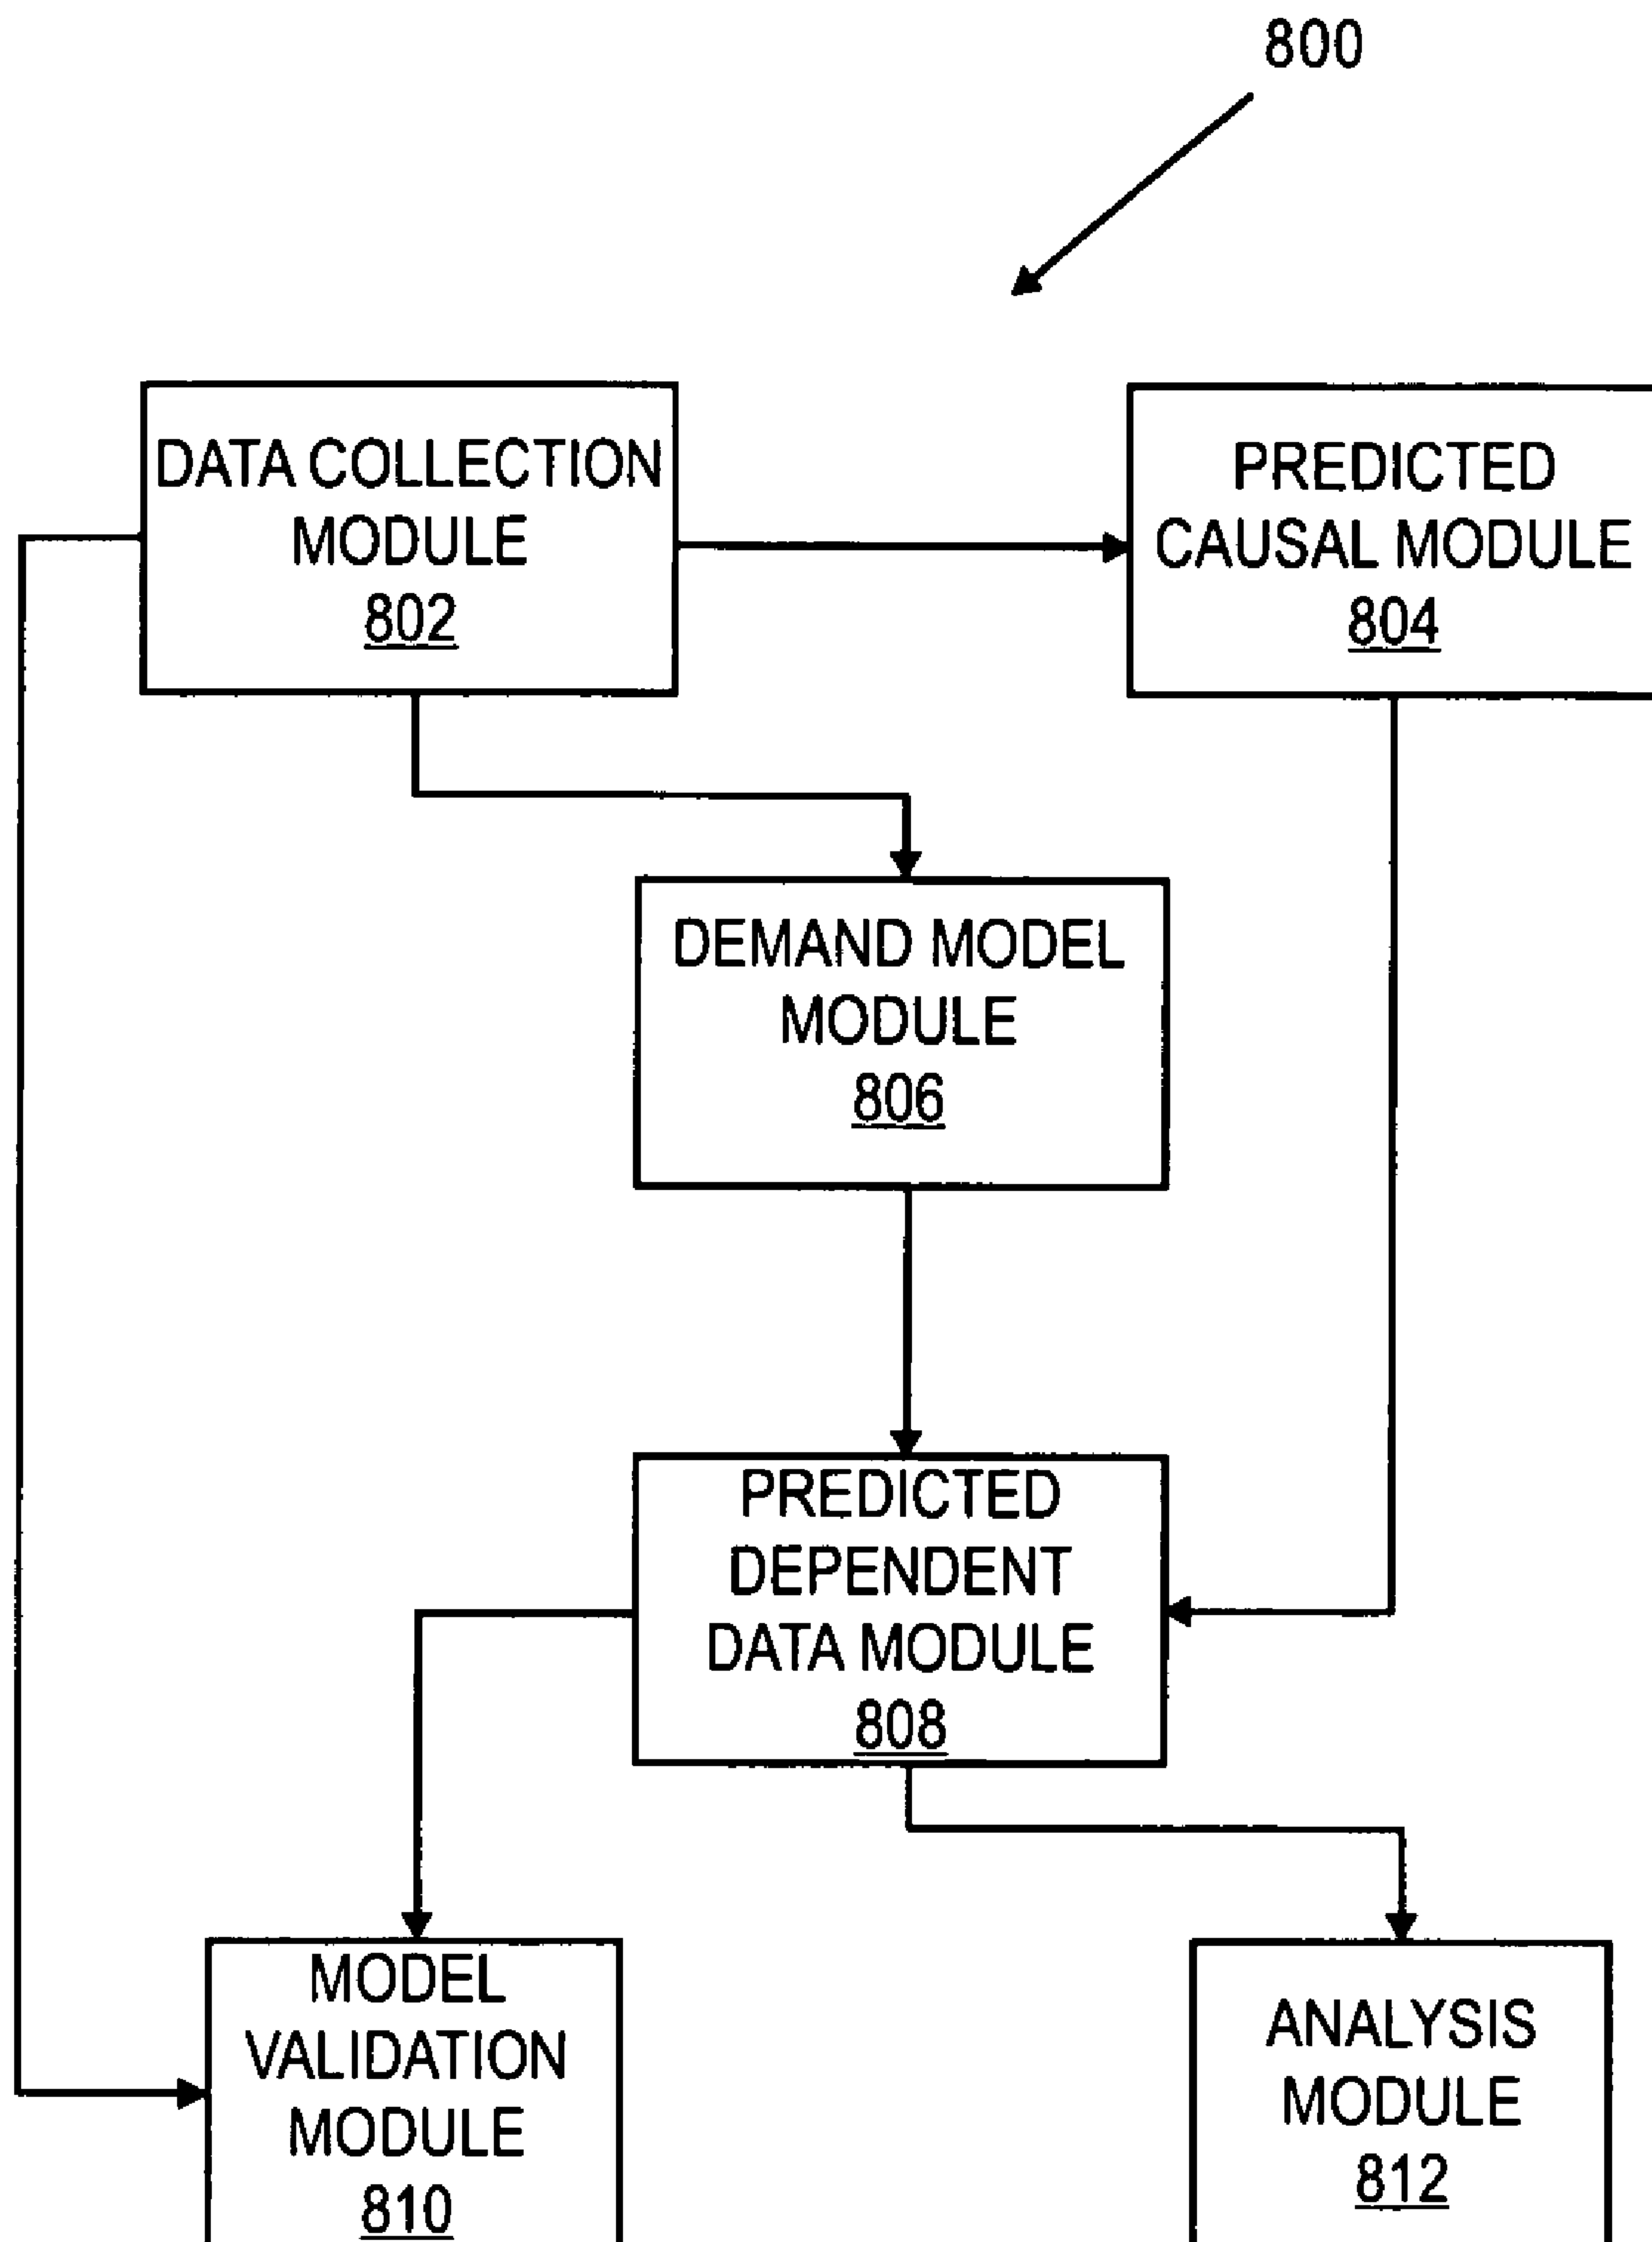 800
DATA COLLECTION
MODULE
802
PREDICTED
CAUSAL MODULE
804
DEMAND MODEL
MODULE
806
PREDICTED
DEPENDENT
DATA MODULE
808
MODEL
VALIDATION
MODULE
810
ANALYSIS
MODULE
812